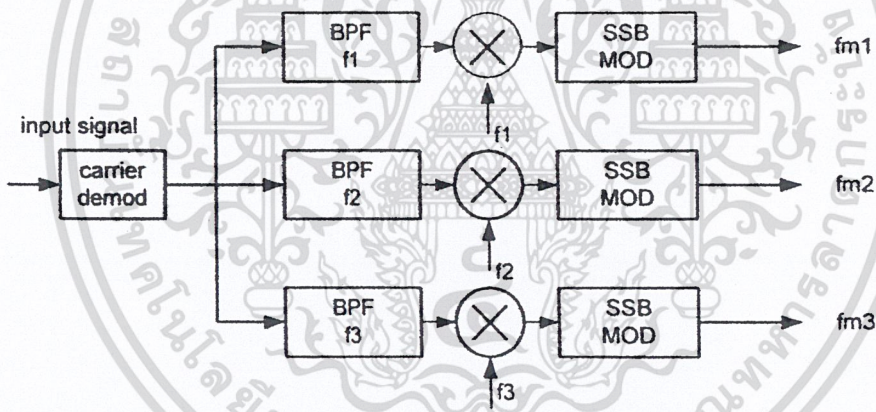 BPF
f1
SSB
MOD
fm1
f1
input signal
carrier
demod
BPF
f2
SSB
MOD
fm2
f2
BPF
f3
SSB
MOD
fm3
f3